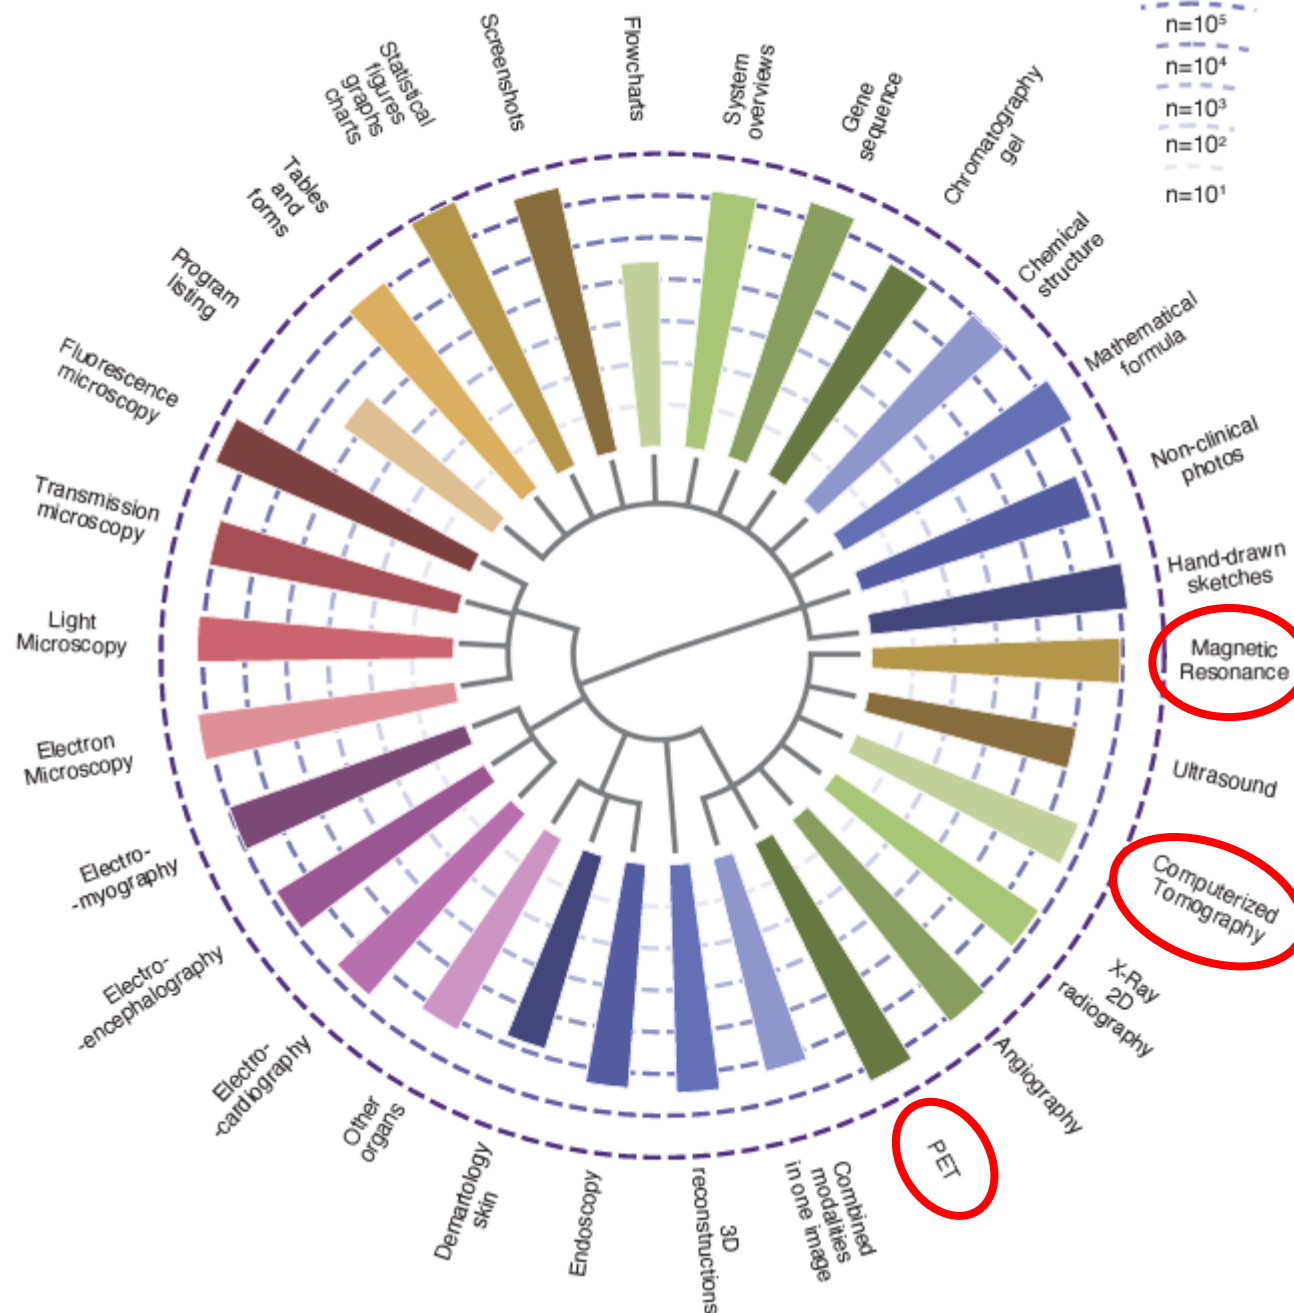 Flowcharts
System
overviews
Gene
sequence
Chromatography
gel
Chemical
structure
Mathematical
formula
Non-clinical
photos
Hand-drawn
sketches
Magnetic
Resonance
Ultrasound
Computerized
Tomography
X-Ray
2D
radiography
Angiography
PET
Combined
modalities
in one image
3D
reconstructions
Endoscopy
Demartology
skin
Other
organs
Electro-
-cardiography
Electro-
-encephalography
Electro-
-myography
Electron
Microscopy
Light
Microscopy
Transmission
microscopy
Fluorescence
microscopy
Program
listing
Tables
and
forms
Statistical
figures
graphs
charts
Screenshots
n=10⁵
n=10⁴
n=10³
n=10²
n=10¹